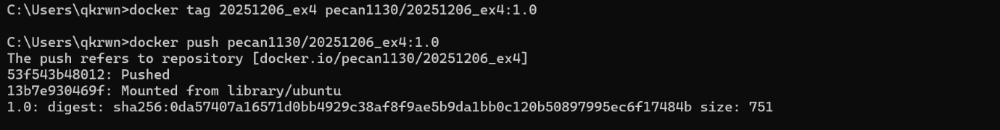 C:\Users\qkrwn>docker tag 20251206_ex4 pecan1130/20251206_ex4:1.0
C:\Users\qkrwn>docker push pecan1130/20251206_ex4:1.0
The push refers to repository [docker.io/pecan1130/20251206_ex4]
53f543b48012: Pushed
13b7e930469f: Mounted from library/ubuntu
1.0: digest: sha256:0da57407a16571d0bb4929c38af8f9ae5b9da1bb0c120b50897995ec6f17484b size: 751